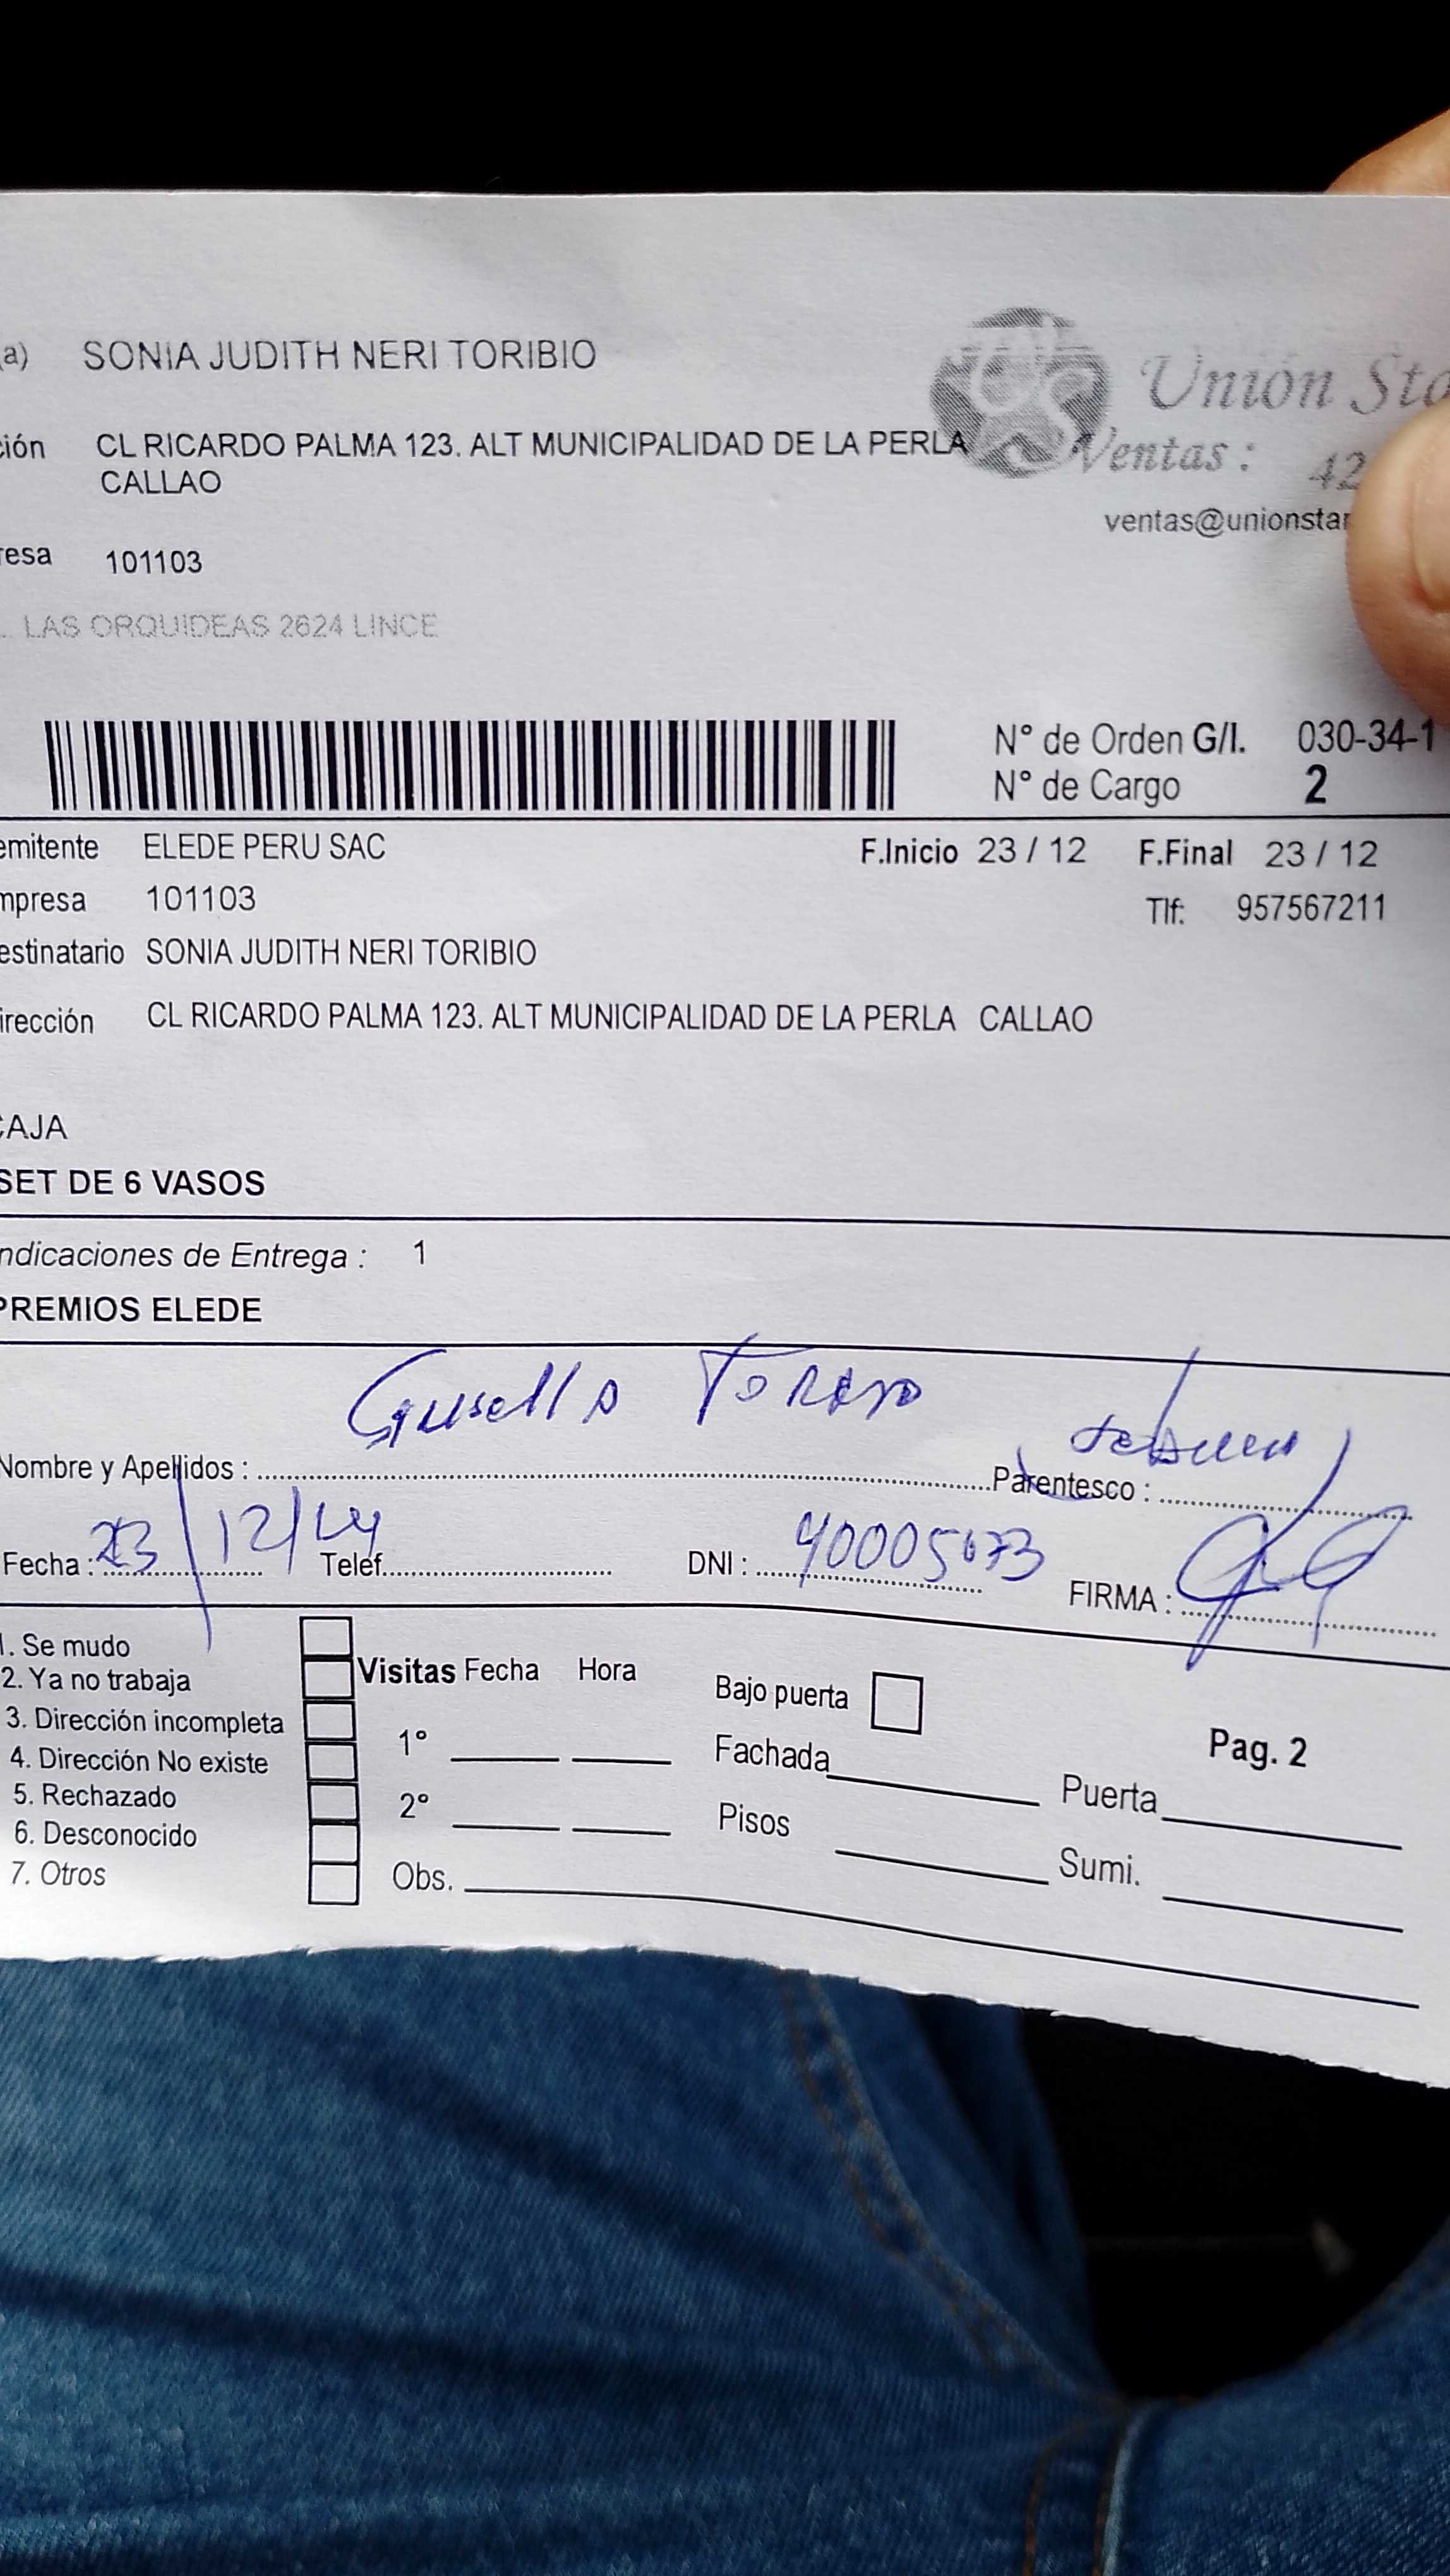 a) SONIA JUDITH NERI TORIBIO
Unión Sta
ión CL RICARDO PALMA 123. ALT MUNICIPALIDAD DE LA PERLA
CALLAO
Ventas : 42
ventas@unionstar
resa 101103
LAS ORQUIDEAS 2624 LINCE
N° de Orden G/I. 030-34-1
N° de Cargo 2
emitente ELEDE PERU SAC
F.Inicio 23 / 12 F.Final 23 / 12
mpresa 101103
Tlf: 957567211
estinatario SONIA JUDITH NERI TORIBIO
irección CL RICARDO PALMA 123. ALT MUNICIPALIDAD DE LA PERLA CALLAO
CAJA
SET DE 6 VASOS
ndicaciones de Entrega : 1
PREMIOS ELEDE
Nombre y Apellidos :
Parentesco :
Fecha : 23/12/24 Telef. DNI : 40005073 FIRMA :
1. Se mudo
2. Ya no trabaja
3. Dirección incompleta
4. Dirección No existe
5. Rechazado
6. Desconocido
7. Otros
Visitas Fecha Hora
1°
2°
Obs.
Bajo puerta
Fachada
Pisos
Pag. 2
Puerta
Sumi.